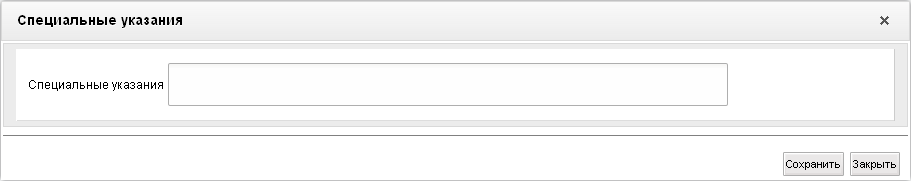 Специальные указания
Специальные указания
Сохранить Закрыть